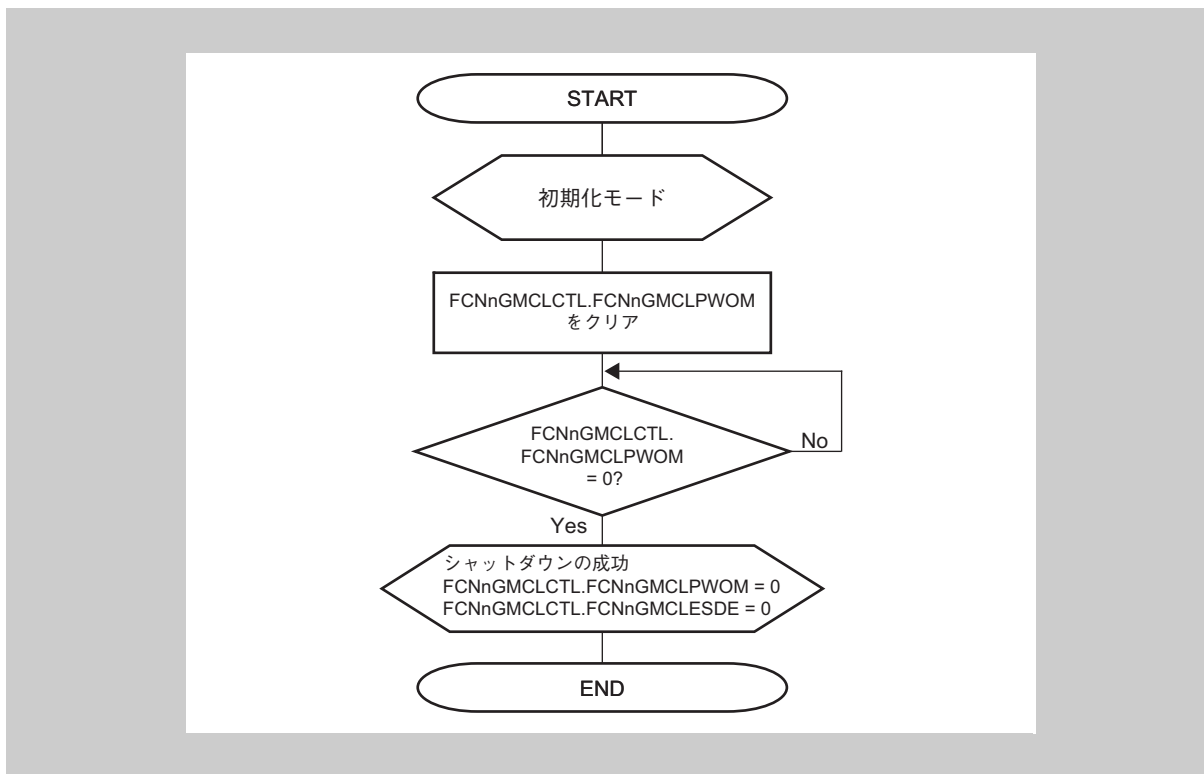 START
初期化モード
FCNnGMCLCTL.FCNnGMCLPWOM
をクリア
FCNnGMCLCTL.
FCNnGMCLPWOM
= 0?
No
Yes
シャットダウンの成功
FCNnGMCLCTL.FCNnGMCLPWOM = 0
FCNnGMCLCTL.FCNnGMCLESDE = 0
END